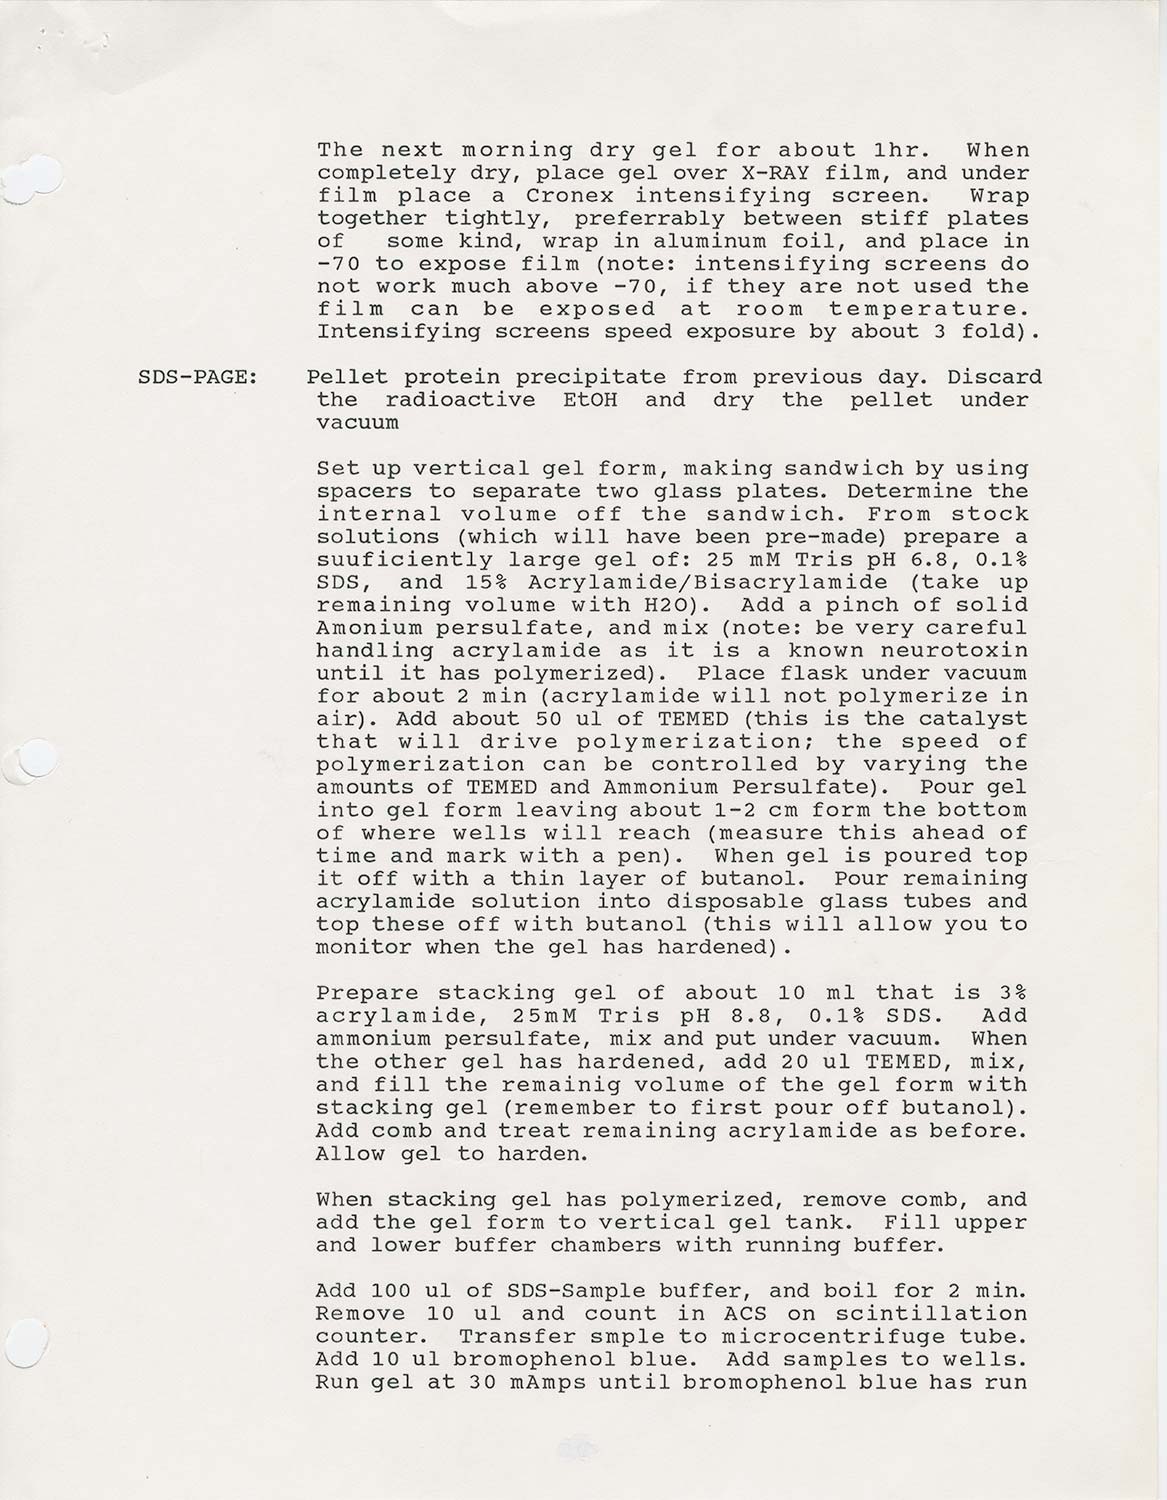 The next morning dry gel for about 1hr. When
completely dry, place gel over X-RAY film, and under
film place a Cronex intensifying screen. Wrap
together tightly, preferrably between stiff plates
of some kind, wrap in aluminum foil, and place in
-70 to expose film (note: intensifying screens do
not work much above -70, if they are not used the
film can be exposed at room temperature.
Intensifying screens speed exposure by about 3 fold).
SDS-PAGE: Pellet protein precipitate from previous day. Discard
the radioactive EtOH and dry the pellet under
vacuum
Set up vertical gel form, making sandwich by using
spacers to separate two glass plates. Determine the
internal volume off the sandwich. From stock
solutions (which will have been pre-made) prepare a
suuficiently large gel of: 25 mM Tris pH 6.8, 0.1%
SDS, and 15% Acrylamide/Bisacrylamide (take up
remaining volume with H2O). Add a pinch of solid
Amonium persulfate, and mix (note: be very careful
handling acrylamide as it is a known neurotoxin
until it has polymerized). Place flask under vacuum
for about 2 min (acrylamide will not polymerize in
air). Add about 50 ul of TEMED (this is the catalyst
that will drive polymerization; the speed of
polymerization can be controlled by varying the
amounts of TEMED and Ammonium Persulfate). Pour gel
into gel form leaving about 1-2 cm form the bottom
of where wells will reach (measure this ahead of
time and mark with a pen). When gel is poured top
it off with a thin layer of butanol. Pour remaining
acrylamide solution into disposable glass tubes and
top these off with butanol (this will allow you to
monitor when the gel has hardened).
Prepare stacking gel of about 10 ml that is 3%
acrylamide, 25mM Tris pH 8.8, 0.1% SDS. Add
ammonium persulfate, mix and put under vacuum. When
the other gel has hardened, add 20 ul TEMED, mix,
and fill the remainig volume of the gel form with
stacking gel (remember to first pour off butanol).
Add comb and treat remaining acrylamide as before.
Allow gel to harden.
When stacking gel has polymerized, remove comb, and
add the gel form to vertical gel tank. Fill upper
and lower buffer chambers with running buffer.
Add 100 ul of SDS-Sample buffer, and boil for 2 min.
Remove 10 ul and count in ACS on scintillation
counter. Transfer smple to microcentrifuge tube.
Add 10 ul bromophenol blue. Add samples to wells.
Run gel at 30 mAmps until bromophenol blue has run